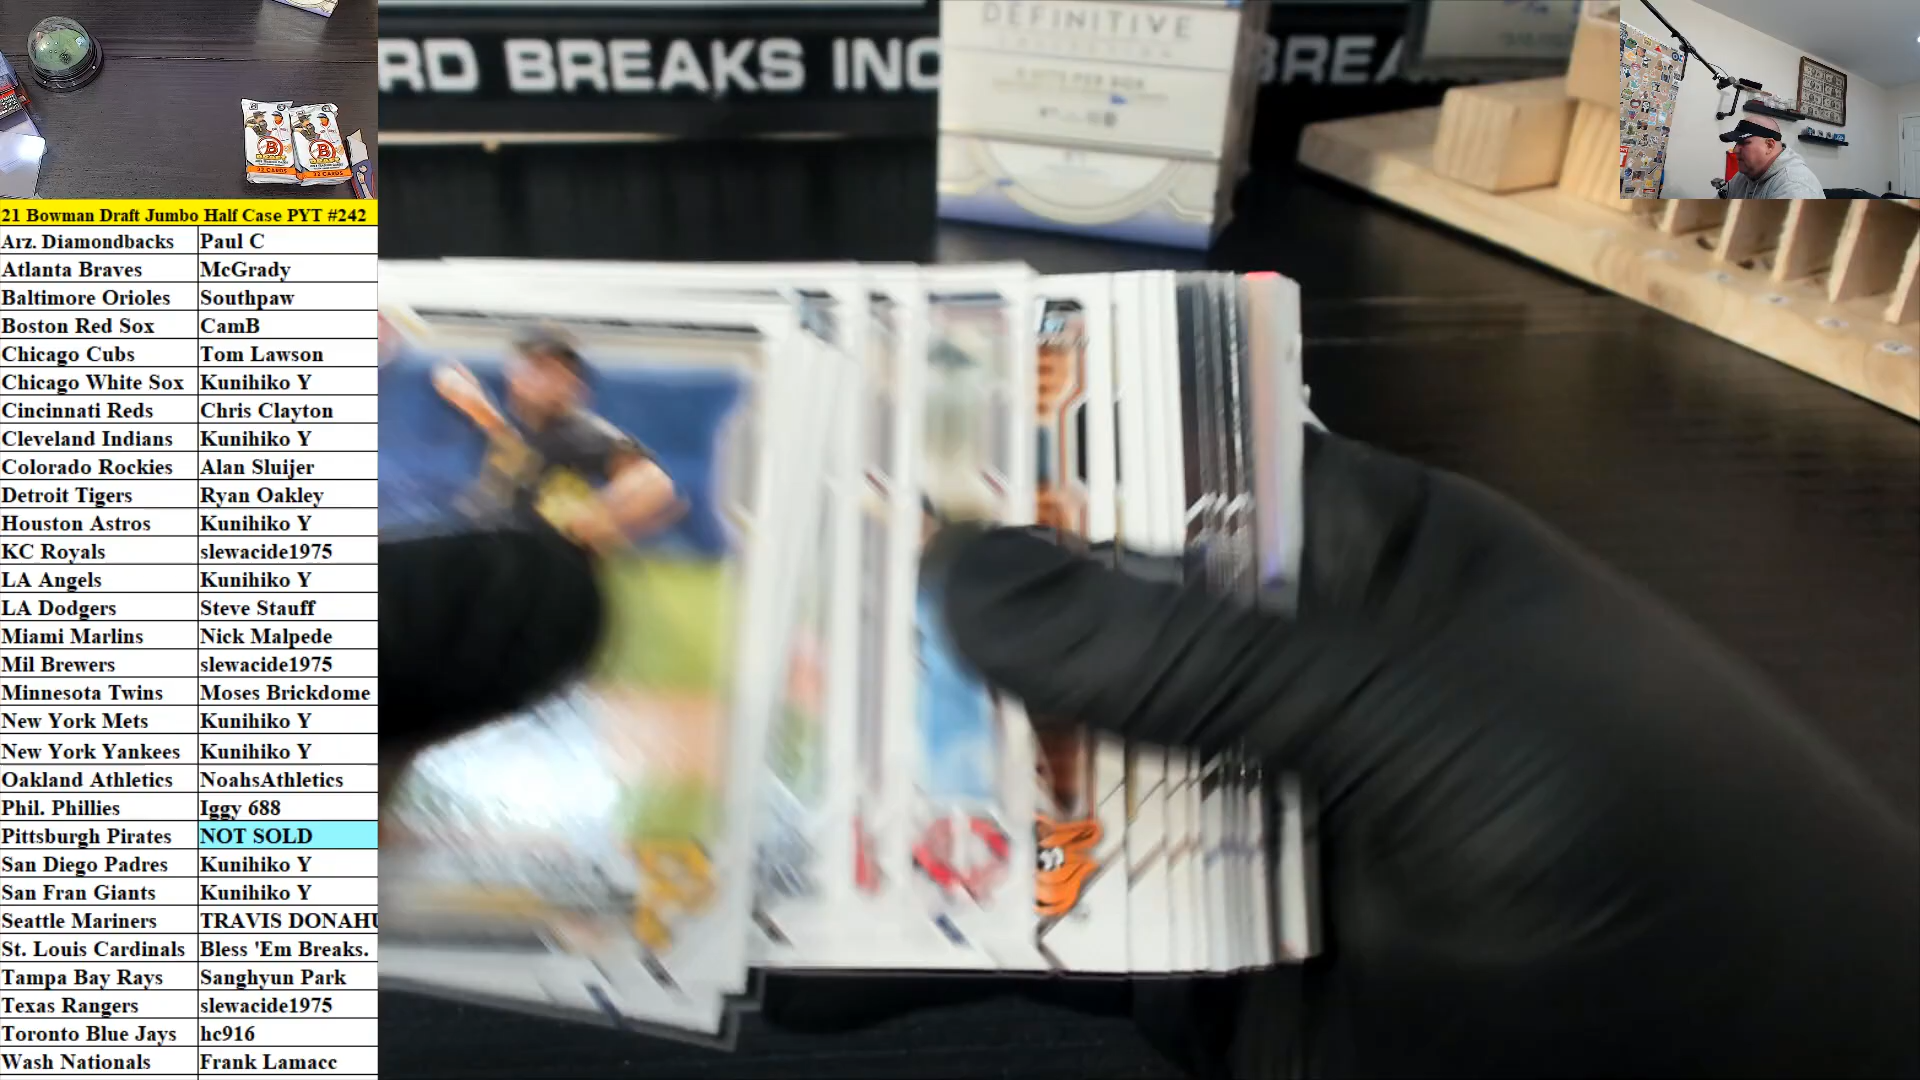 RD BREAKS INC
BREA
DEFINITIVE
32 CARDS
32 CARDS
21 Bowman Draft Jumbo Half Case PYT #242
Arz. Diamondbacks Paul C
Atlanta Braves McGrady
Baltimore Orioles Southpaw
Boston Red Sox CamB
Chicago Cubs Tom Lawson
Chicago White Sox Kunihiko Y
Cincinnati Reds Chris Clayton
Cleveland Indians Kunihiko Y
Colorado Rockies Alan Sluijer
Detroit Tigers Ryan Oakley
Houston Astros Kunihiko Y
KC Royals slewacide1975
LA Angels Kunihiko Y
LA Dodgers Steve Stauff
Miami Marlins Nick Malpede
Mil Brewers slewacide1975
Minnesota Twins Moses Brickdome
New York Mets Kunihiko Y
New York Yankees Kunihiko Y
Oakland Athletics NoahsAthletics
Phil. Phillies Iggy 688
Pittsburgh Pirates NOT SOLD
San Diego Padres Kunihiko Y
San Fran Giants Kunihiko Y
Seattle Mariners TRAVIS DONAHU
St. Louis Cardinals Bless 'Em Breaks.
Tampa Bay Rays Sanghyun Park
Texas Rangers slewacide1975
Toronto Blue Jays hc916
Wash Nationals Frank Lamacc